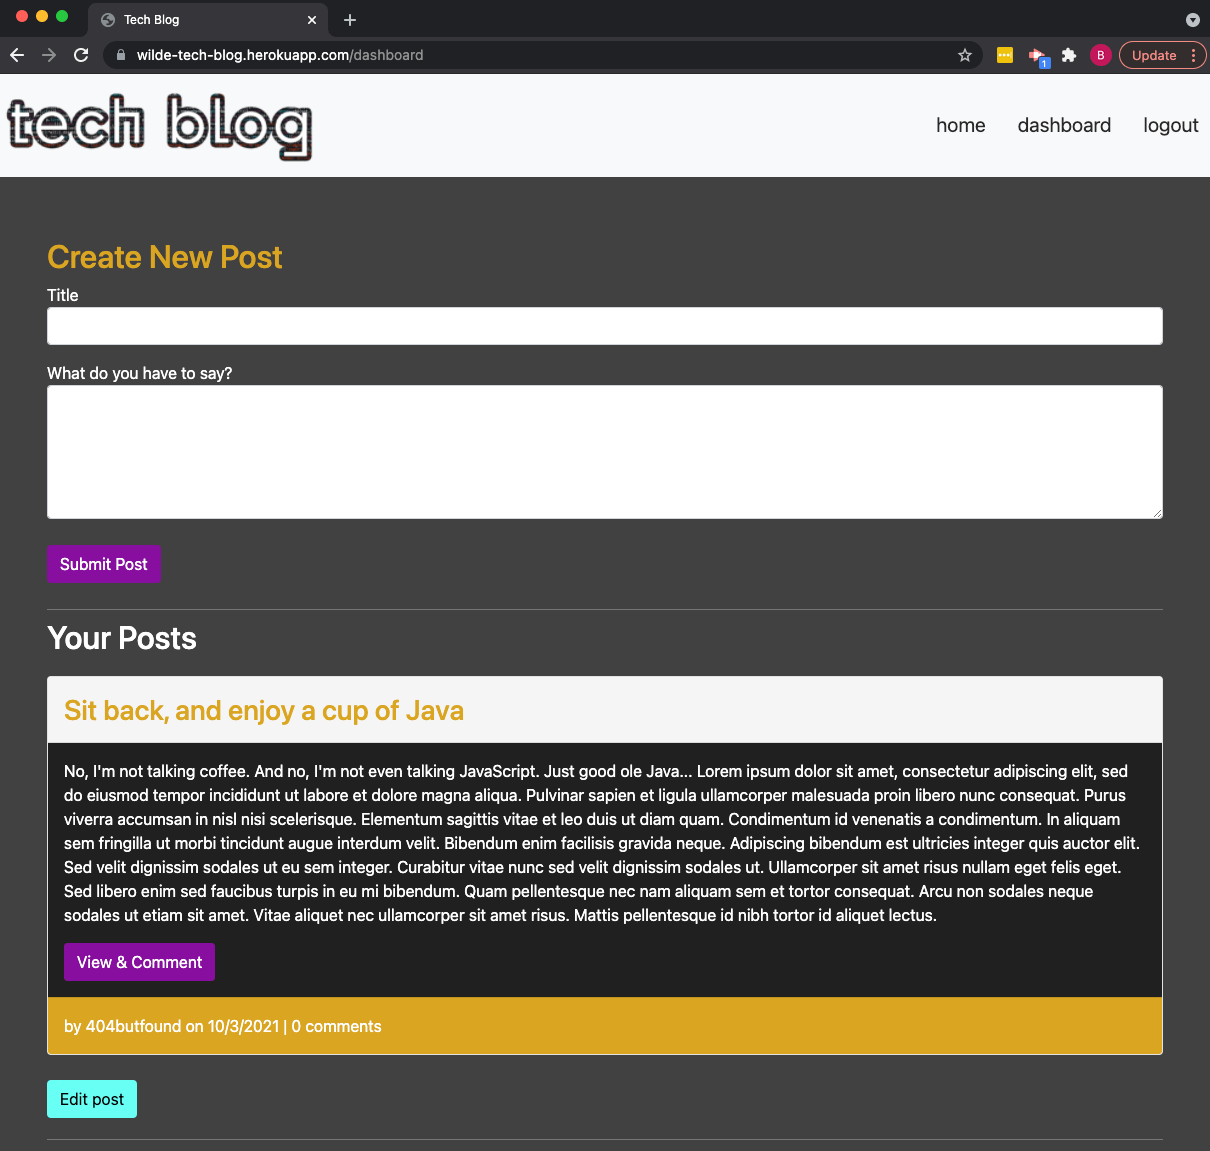 Tech Blog
wilde-tech-blog.herokuapp.com/dashboard
1
B
Update
tech blog
home dashboard logout
Create New Post
Title
What do you have to say?
Submit Post
Your Posts
Sit back, and enjoy a cup of Java
No, I'm not talking coffee. And no, I'm not even talking JavaScript. Just good ole Java... Lorem ipsum dolor sit amet, consectetur adipiscing elit, sed
do eiusmod tempor incididunt ut labore et dolore magna aliqua. Pulvinar sapien et ligula ullamcorper malesuada proin libero nunc consequat. Purus
viverra accumsan in nisl nisi scelerisque. Elementum sagittis vitae et leo duis ut diam quam. Condimentum id venenatis a condimentum. In aliquam
sem fringilla ut morbi tincidunt augue interdum velit. Bibendum enim facilisis gravida neque. Adipiscing bibendum est ultricies integer quis auctor elit.
Sed velit dignissim sodales ut eu sem integer. Curabitur vitae nunc sed velit dignissim sodales ut. Ullamcorper sit amet risus nullam eget felis eget.
Sed libero enim sed faucibus turpis in eu mi bibendum. Quam pellentesque nec nam aliquam sem et tortor consequat. Arcu non sodales neque
sodales ut etiam sit amet. Vitae aliquet nec ullamcorper sit amet risus. Mattis pellentesque id nibh tortor id aliquet lectus.
View & Comment
by 404butfound on 10/3/2021 | 0 comments
Edit post